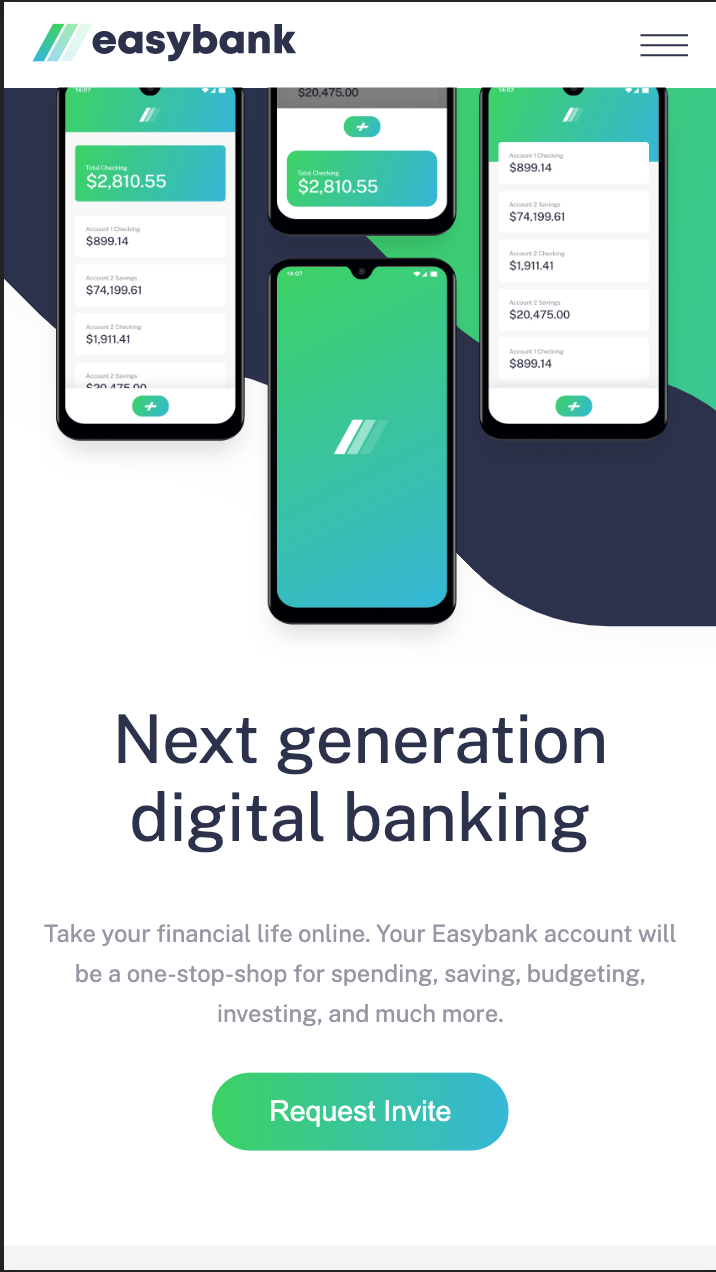 easybank
14:07
Total Checking
$2,810.55
Account 1 Checking
$899.14
Account 2 Savings
$74,199.61
Account 2 Checking
$1,911.41
Account 2 Savings
$20,475.00
$20,475.00
Total Checking
$2,810.55
14:07
14:07
Account 1 Checking
$899.14
Account 2 Savings
$74,199.61
Account 2 Checking
$1,911.41
Account 2 Savings
$20,475.00
Account 1 Checking
$899.14
Next generation
digital banking
Take your financial life online. Your Easybank account will
be a one-stop-shop for spending, saving, budgeting,
investing, and much more.
Request Invite